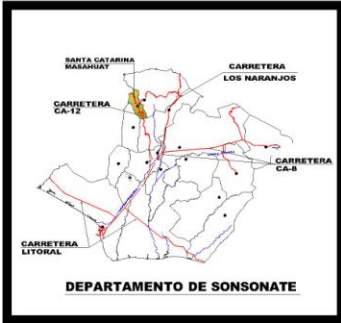 SANTA CATARINA
MASAHUAT
CARRETERA
LOS NARANJOS
CARRETERA
CA-12
CARRETERA
CA-8
CARRETERA
LITORAL
DEPARTAMENTO DE SONSONATE